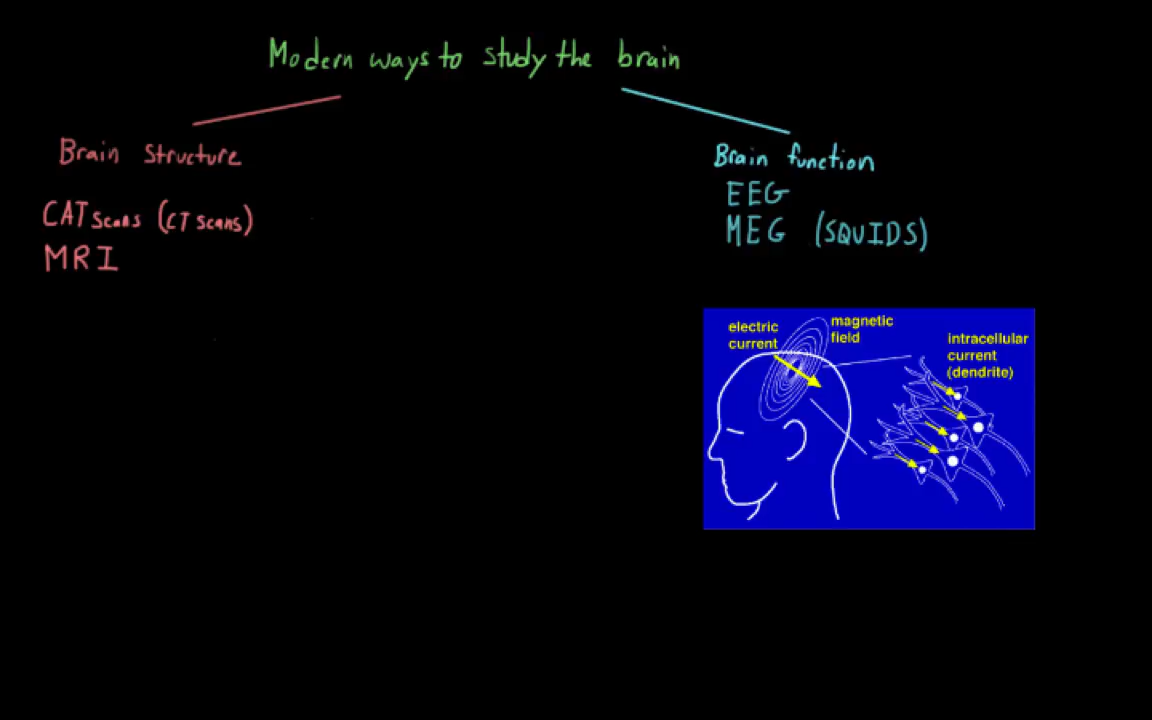 Modern ways to study the brain
Brain structure
CAT scans (CT scans)
MRI
Brain function
EEG
MEG (SQUIDS)
electric
current
magnetic
field
intracellular
current
(dendrite)